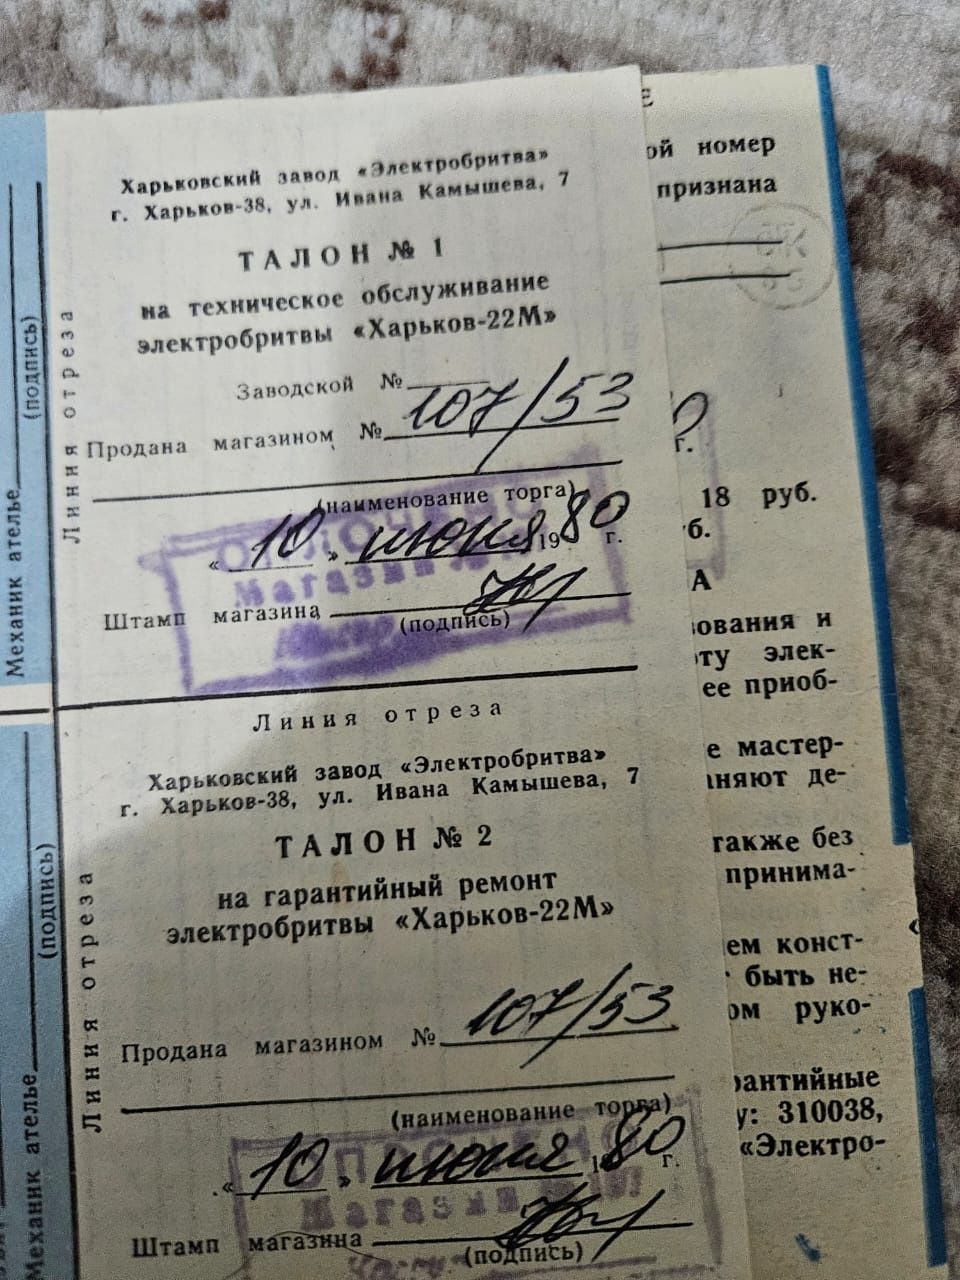 Харьковский завод «Электробритва»
г. Харьков-38, ул. Ивана Камышева, 7
ТАЛОН № 1
на техническое обслуживание
электробритвы «Харьков-22М»
Заводской №
Продана магазином № 107/53
(наименование торга)
« 10 » июня 1980 г.
Магазин
Штамп магазина
(подпись)
Линия отреза
Механик ателье
(подпись)
Линия отреза
Харьковский завод «Электробритва»
г. Харьков-38, ул. Ивана Камышева, 7
ТАЛОН № 2
на гарантийный ремонт
электробритвы «Харьков-22М»
Продана магазином № 107/53
(наименование торга)
« 10 » июня 1980 г.
Магазин
Штамп магазина
(подпись)
Линия отреза
Механик ателье
(подпись)
Е
ой номер
признана
г.
18 руб.
б.
А
ования и
ту элек-
ее приоб-
е мастер-
няют де-
также без
принима-
ем конст-
быть не-
ом руко-
рантийные
у: 310038,
«Электро-